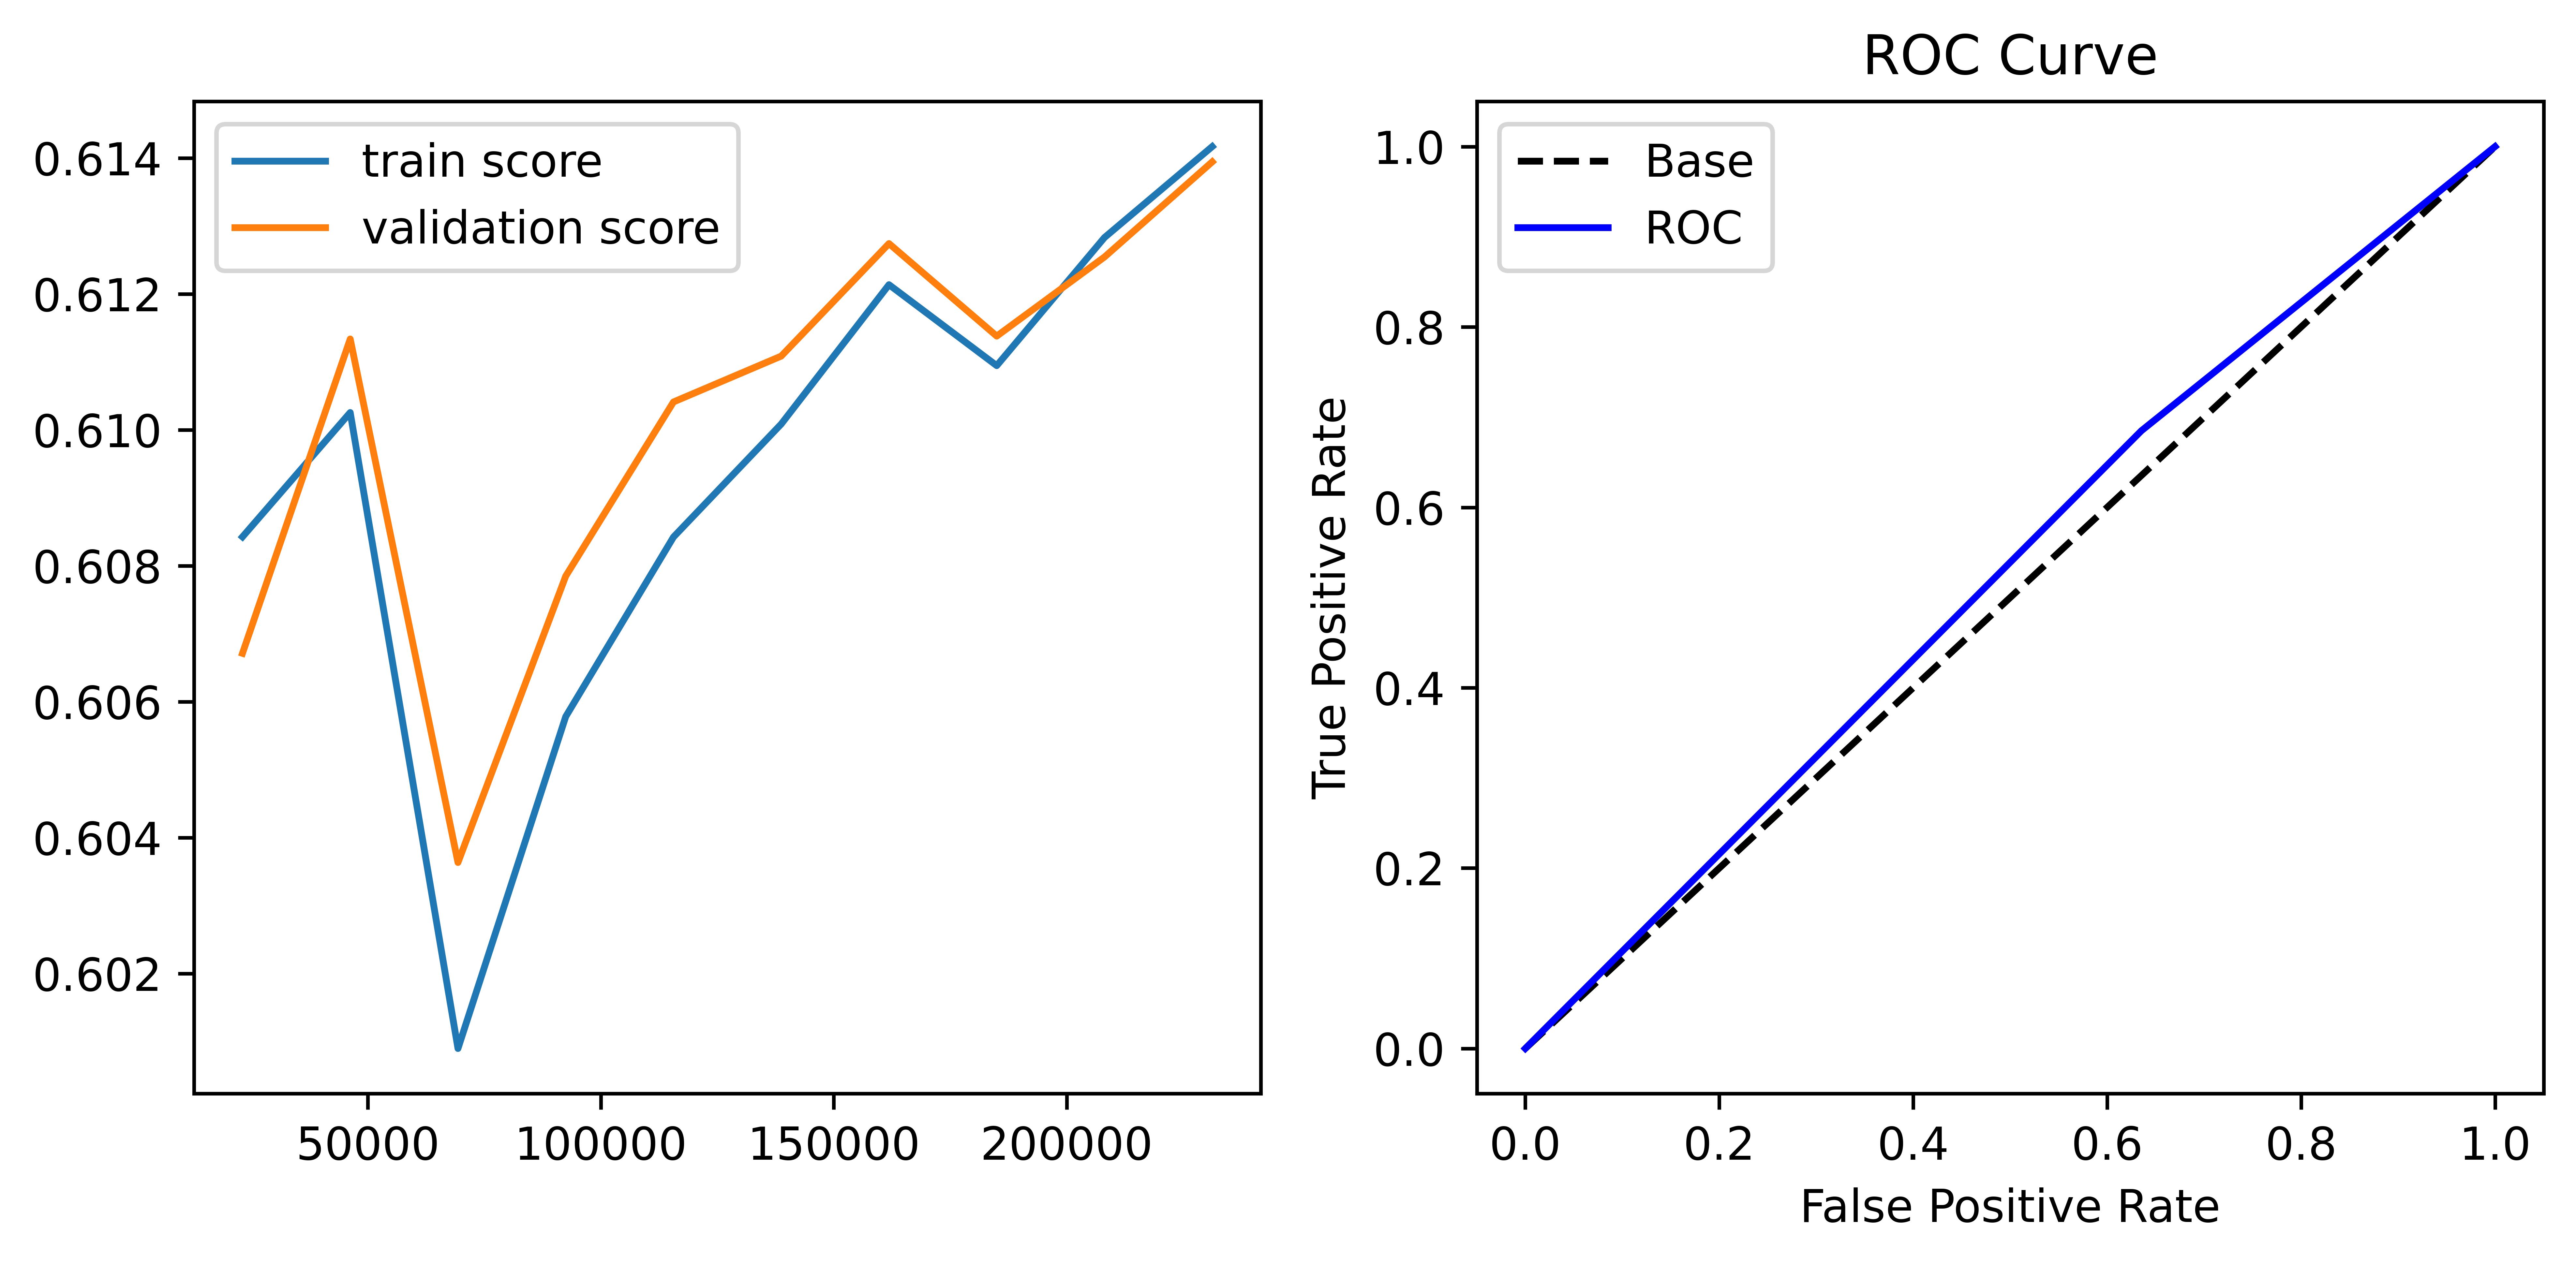 train score
validation score
0.614
0.612
0.610
0.608
0.606
0.604
0.602
50000 100000 150000 200000
ROC Curve
Base
ROC
True Positive Rate
1.0
0.8
0.6
0.4
0.2
0.0
0.0 0.2 0.4 0.6 0.8 1.0
False Positive Rate